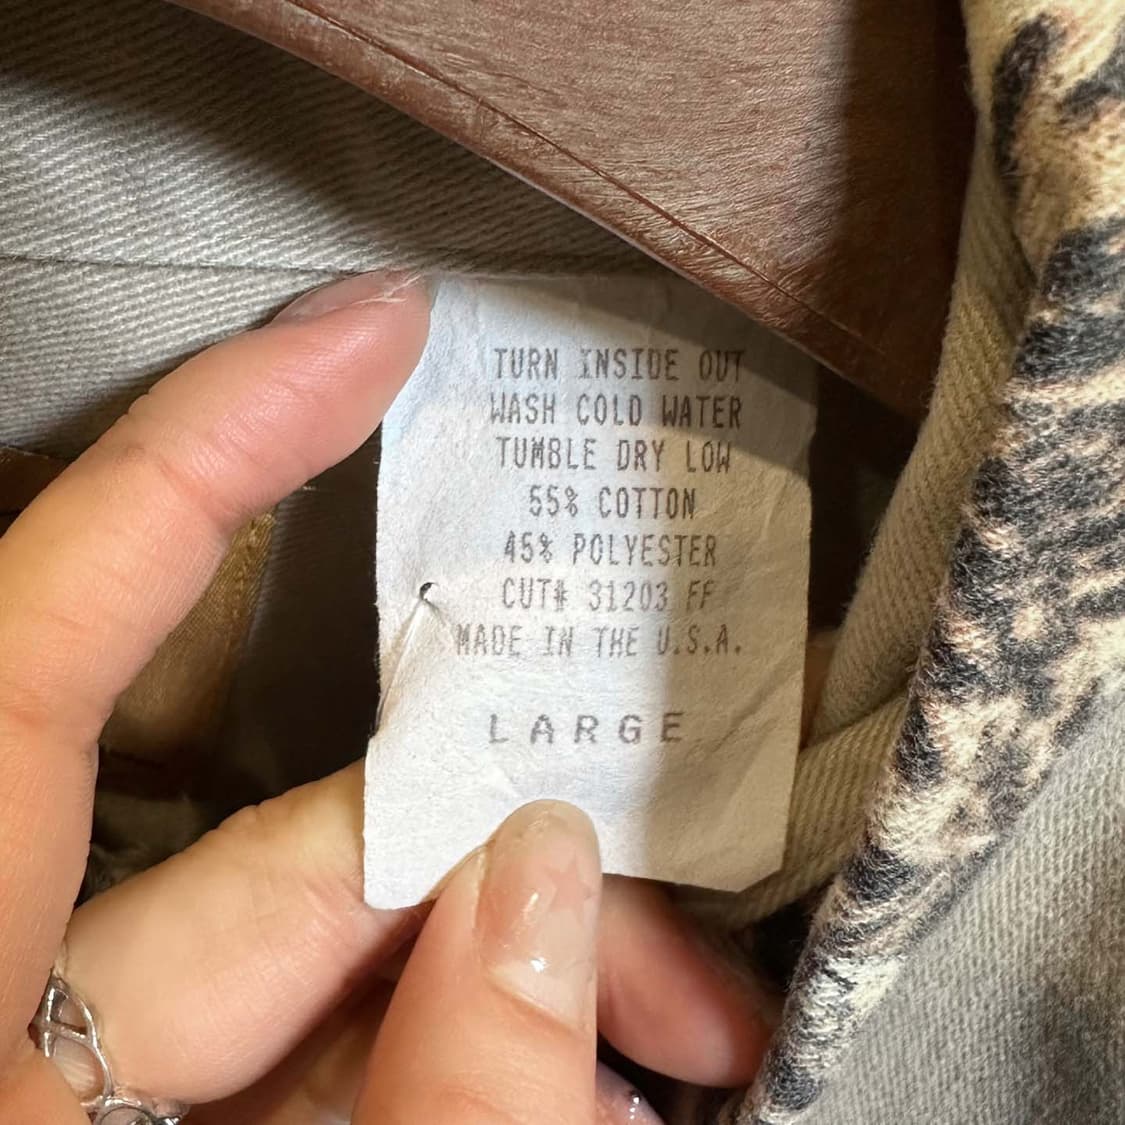 TURN INSIDE OUT
WASH COLD WATER
TUMBLE DRY LOW
55% COTTON
45% POLYESTER
CUT# 31203 FF
MADE IN THE U.S.A.
LARGE